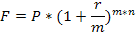 F = P * (1 + r/m)^{m*n}